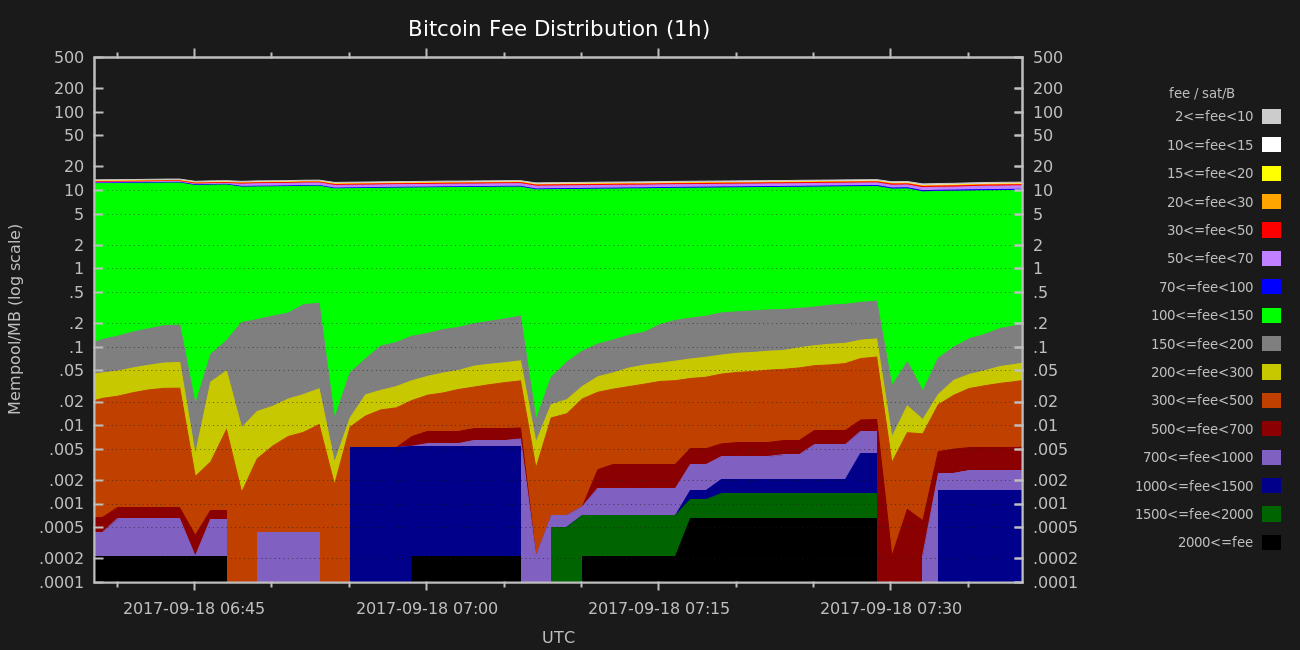 Bitcoin Fee Distribution (1h)
500
200
100
50
20
10
5
2
1
.5
.2
.1
.05
.02
.01
.005
.002
.001
.0005
.0002
.0001
Mempool/MB (log scale)
500
200
100
50
20
10
5
2
1
.5
.2
.1
.05
.02
.01
.005
.002
.001
.0005
.0002
.0001
2017-09-18 6:45
2017-09-18 07:00
2017-09-18 07:15
2017-09-18 07:30
UTC
fee / sat/B
2<=fee<10
10<=fee<15
15<=fee<20
20<=fee<30
30<=fee<50
50<=fee<70
70<=fee<100
100<=fee<150
150<=fee<200
200<=fee<300
300<=fee<500
500<=fee<700
700<=fee<1000
1000<=fee<1500
1500<=fee<2000
2000<=fee